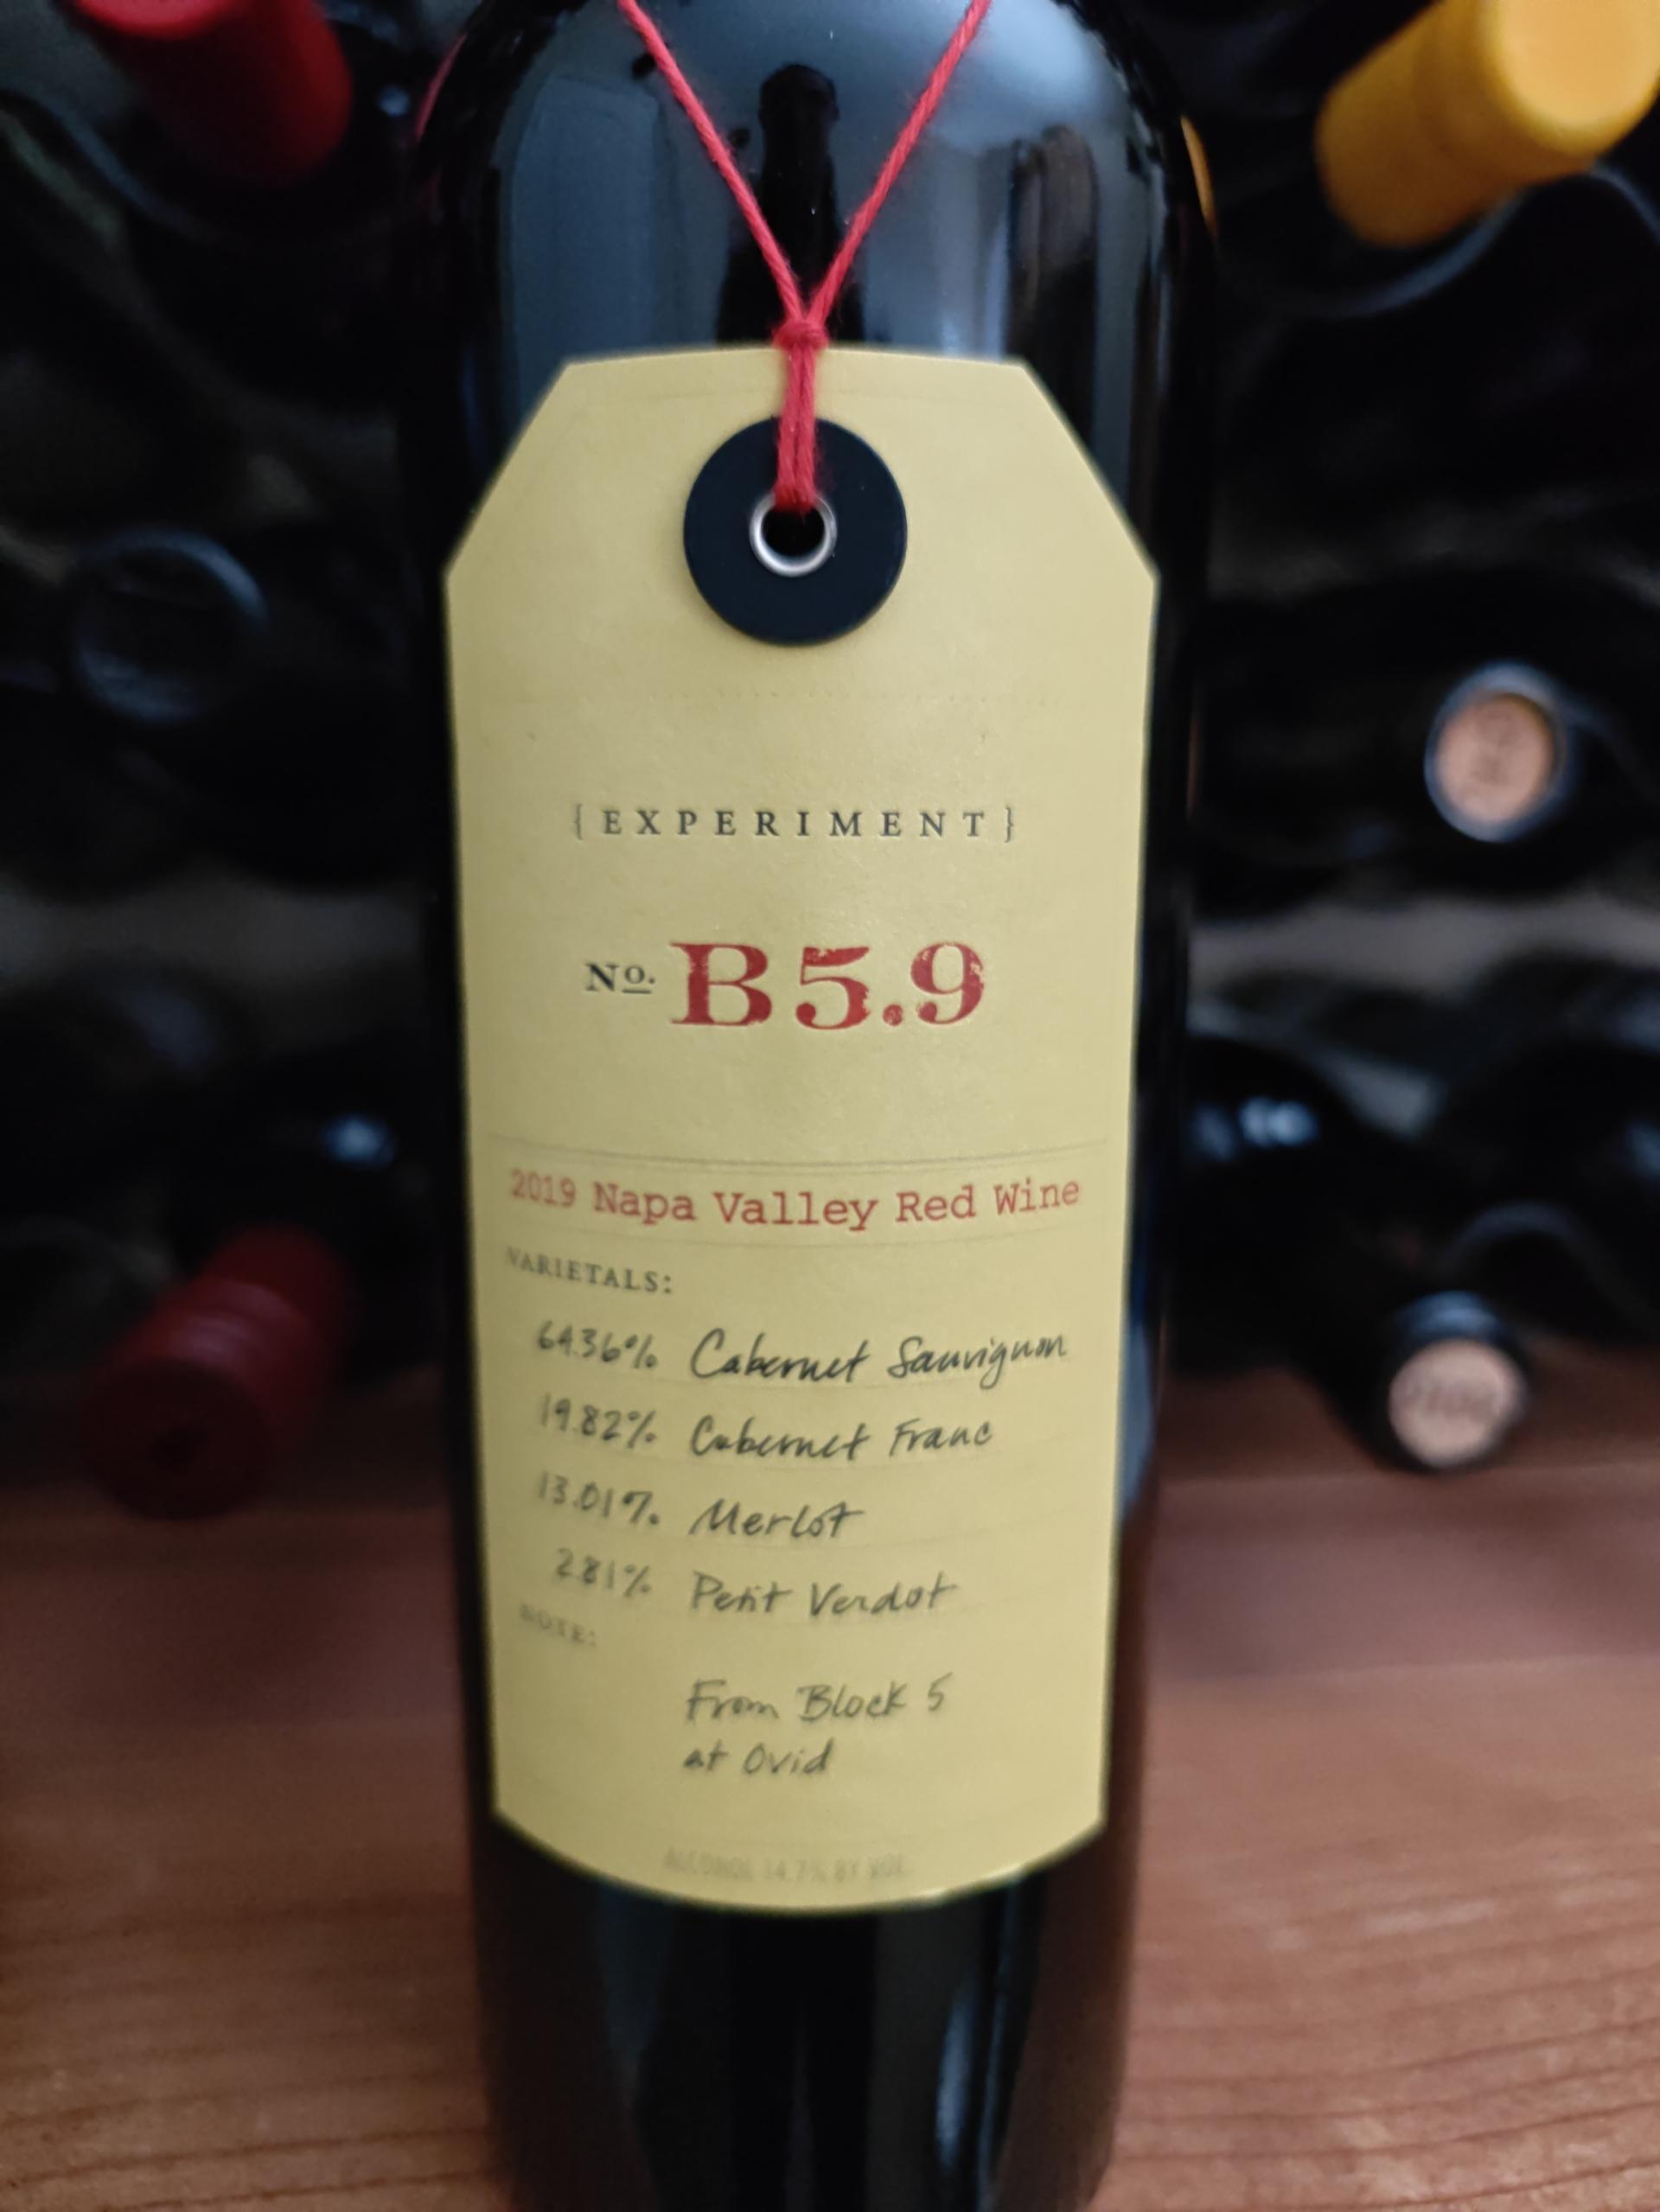 {EXPERIMENT}
No. B5.9
2019 Napa Valley Red Wine
VARIETALS:
64.36% Cabernet Sauvignon
19.82% Cabernet Franc
13.01% Merlot
2.81% Petit Verdot
NOTE:
From Block 5
at Ovid
ALCOHOL 14.7% BY VOL.